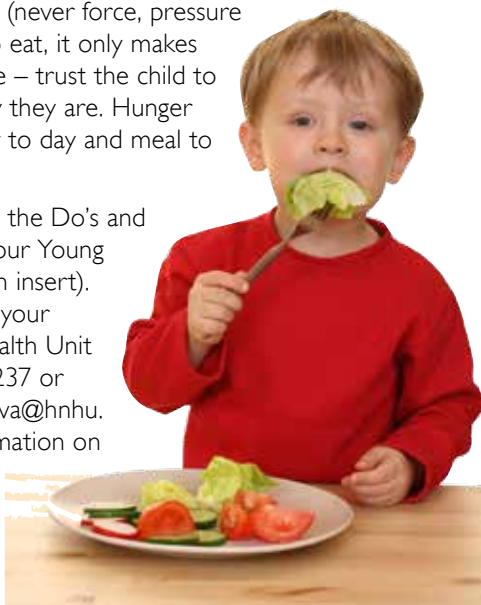 (never force, pressure
o eat, it only makes
e – trust the child to
y they are. Hunger
y to day and meal to
the Do's and
our Young
n insert).
your
alth Unit
237 or
va@hnhu.
mation on